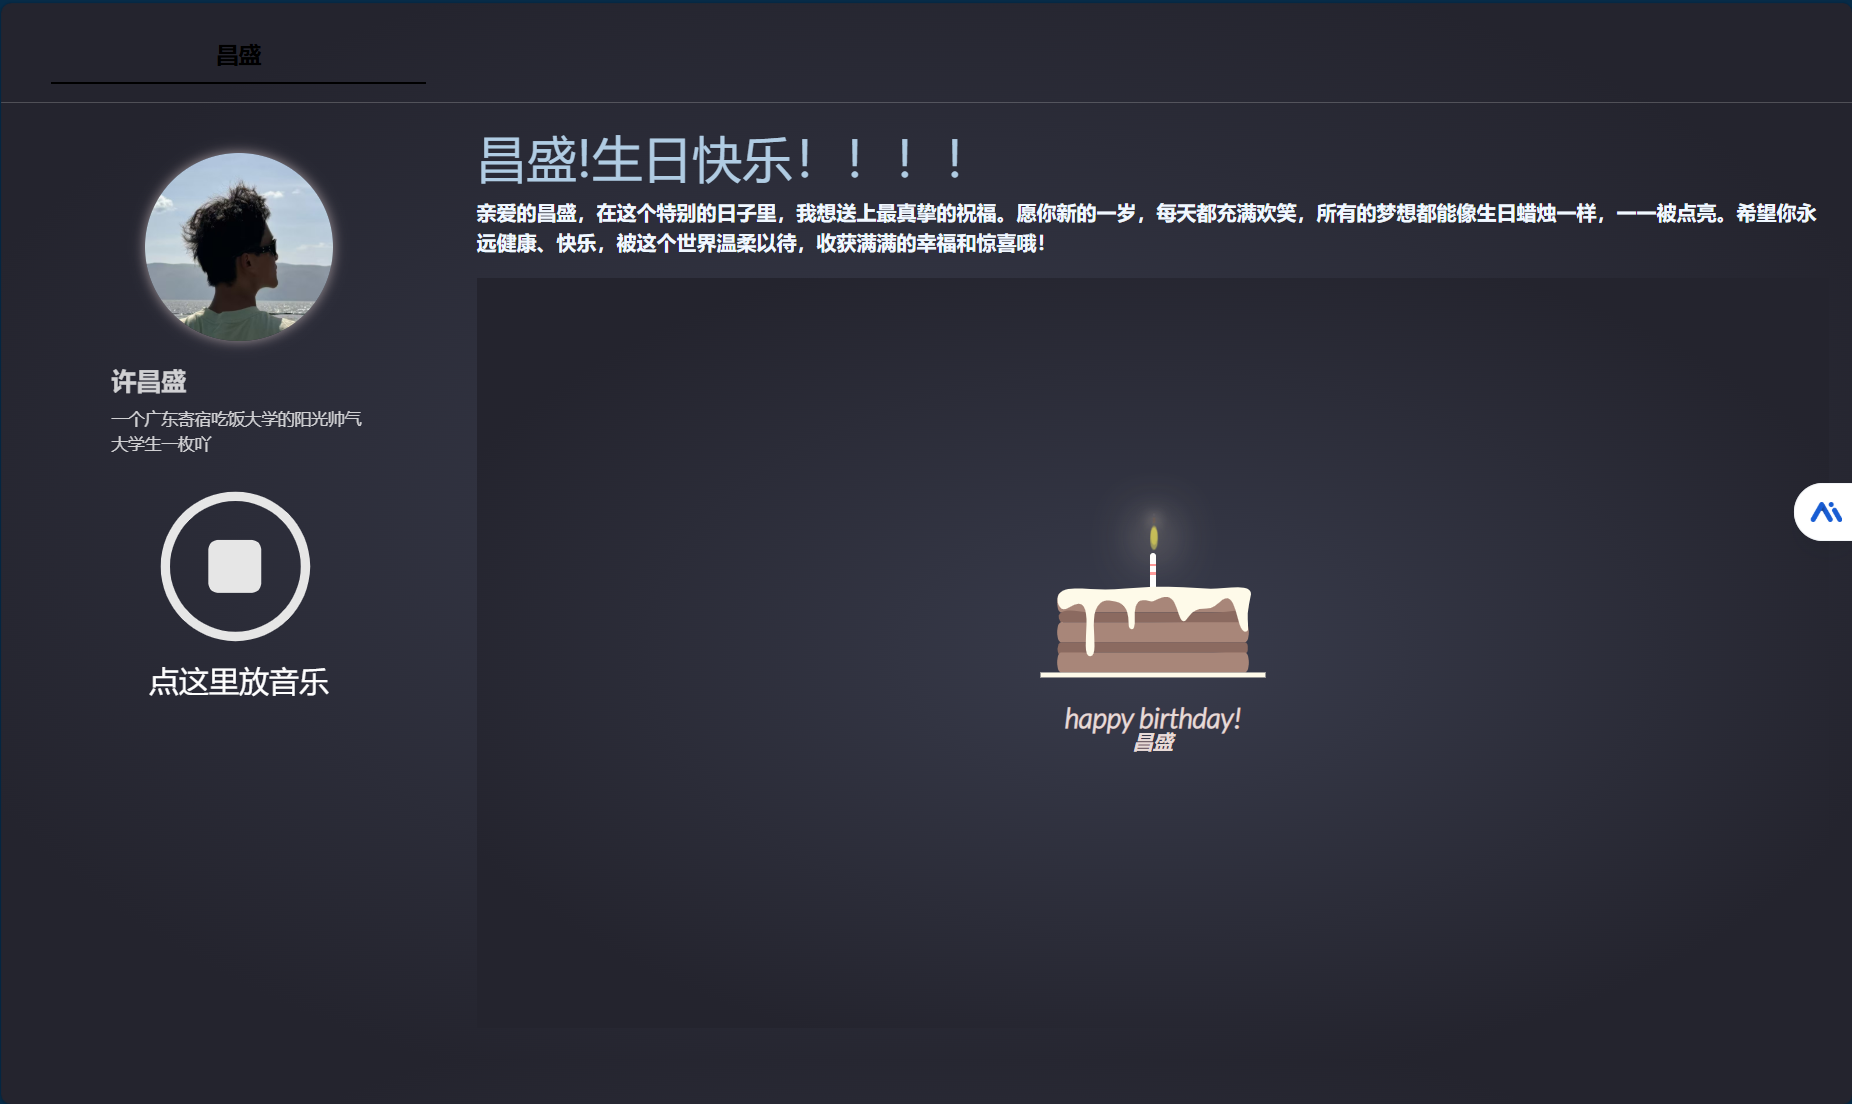 昌盛
昌盛!生日快乐！！！！
亲爱的昌盛，在这个特别的日子里，我想送上最真挚的祝福。愿你新的一岁，每天都充满欢笑，所有的梦想都能像生日蜡烛一样，一一被点亮。希望你永
远健康、快乐，被这个世界温柔以待，收获满满的幸福和惊喜哦！
许昌盛
一个广东寄宿吃饭大学的阳光帅气
大学生一枚吖
点这里放音乐
happy birthday!
昌盛